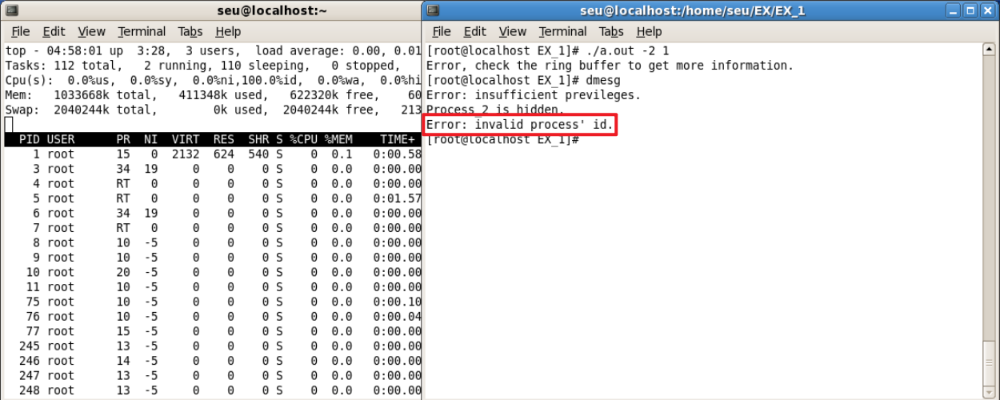 seu@localhost:~
File Edit View Terminal Tabs Help
top - 04:58:01 up  3:28,  3 users,  load average: 0.00, 0.01
Tasks: 112 total,   2 running, 110 sleeping,   0 stopped,
Cpu(s):  0.0%us,  0.0%sy,  0.0%ni,100.0%id,  0.0%wa,  0.0%hi
Mem:   1033668k total,   411348k used,   622320k free,    60
Swap:  2040244k total,        0k used,  2040244k free,   213
PID USER      PR  NI  VIRT  RES  SHR S %CPU %MEM    TIME+
1 root      15   0  2132  624  540 S    0  0.1   0:00.58
3 root      34  19     0    0    0 S    0  0.0   0:00.00
4 root      RT   0     0    0    0 S    0  0.0   0:00.00
5 root      RT   0     0    0    0 S    0  0.0   0:01.57
6 root      34  19     0    0    0 S    0  0.0   0:00.00
7 root      RT   0     0    0    0 S    0  0.0   0:00.00
8 root      10  -5     0    0    0 S    0  0.0   0:00.00
9 root      10  -5     0    0    0 S    0  0.0   0:00.00
10 root      20  -5     0    0    0 S    0  0.0   0:00.00
11 root      10  -5     0    0    0 S    0  0.0   0:00.00
75 root      10  -5     0    0    0 S    0  0.0   0:00.10
76 root      10  -5     0    0    0 S    0  0.0   0:00.04
77 root      15  -5     0    0    0 S    0  0.0   0:00.00
245 root      13  -5     0    0    0 S    0  0.0   0:00.00
246 root      14  -5     0    0    0 S    0  0.0   0:00.00
247 root      13  -5     0    0    0 S    0  0.0   0:00.00
248 root      13  -5     0    0    0 S    0  0.0   0:00.00
seu@localhost:/home/seu/EX/EX_1
File Edit View Terminal Tabs Help
[root@localhost EX_1]# ./a.out -2 1
Error, check the ring buffer to get more information.
[root@localhost EX_1]# dmesg
Error: insufficient previleges.
Process 2 is hidden.
Error: invalid process' id.
[root@localhost EX_1]#